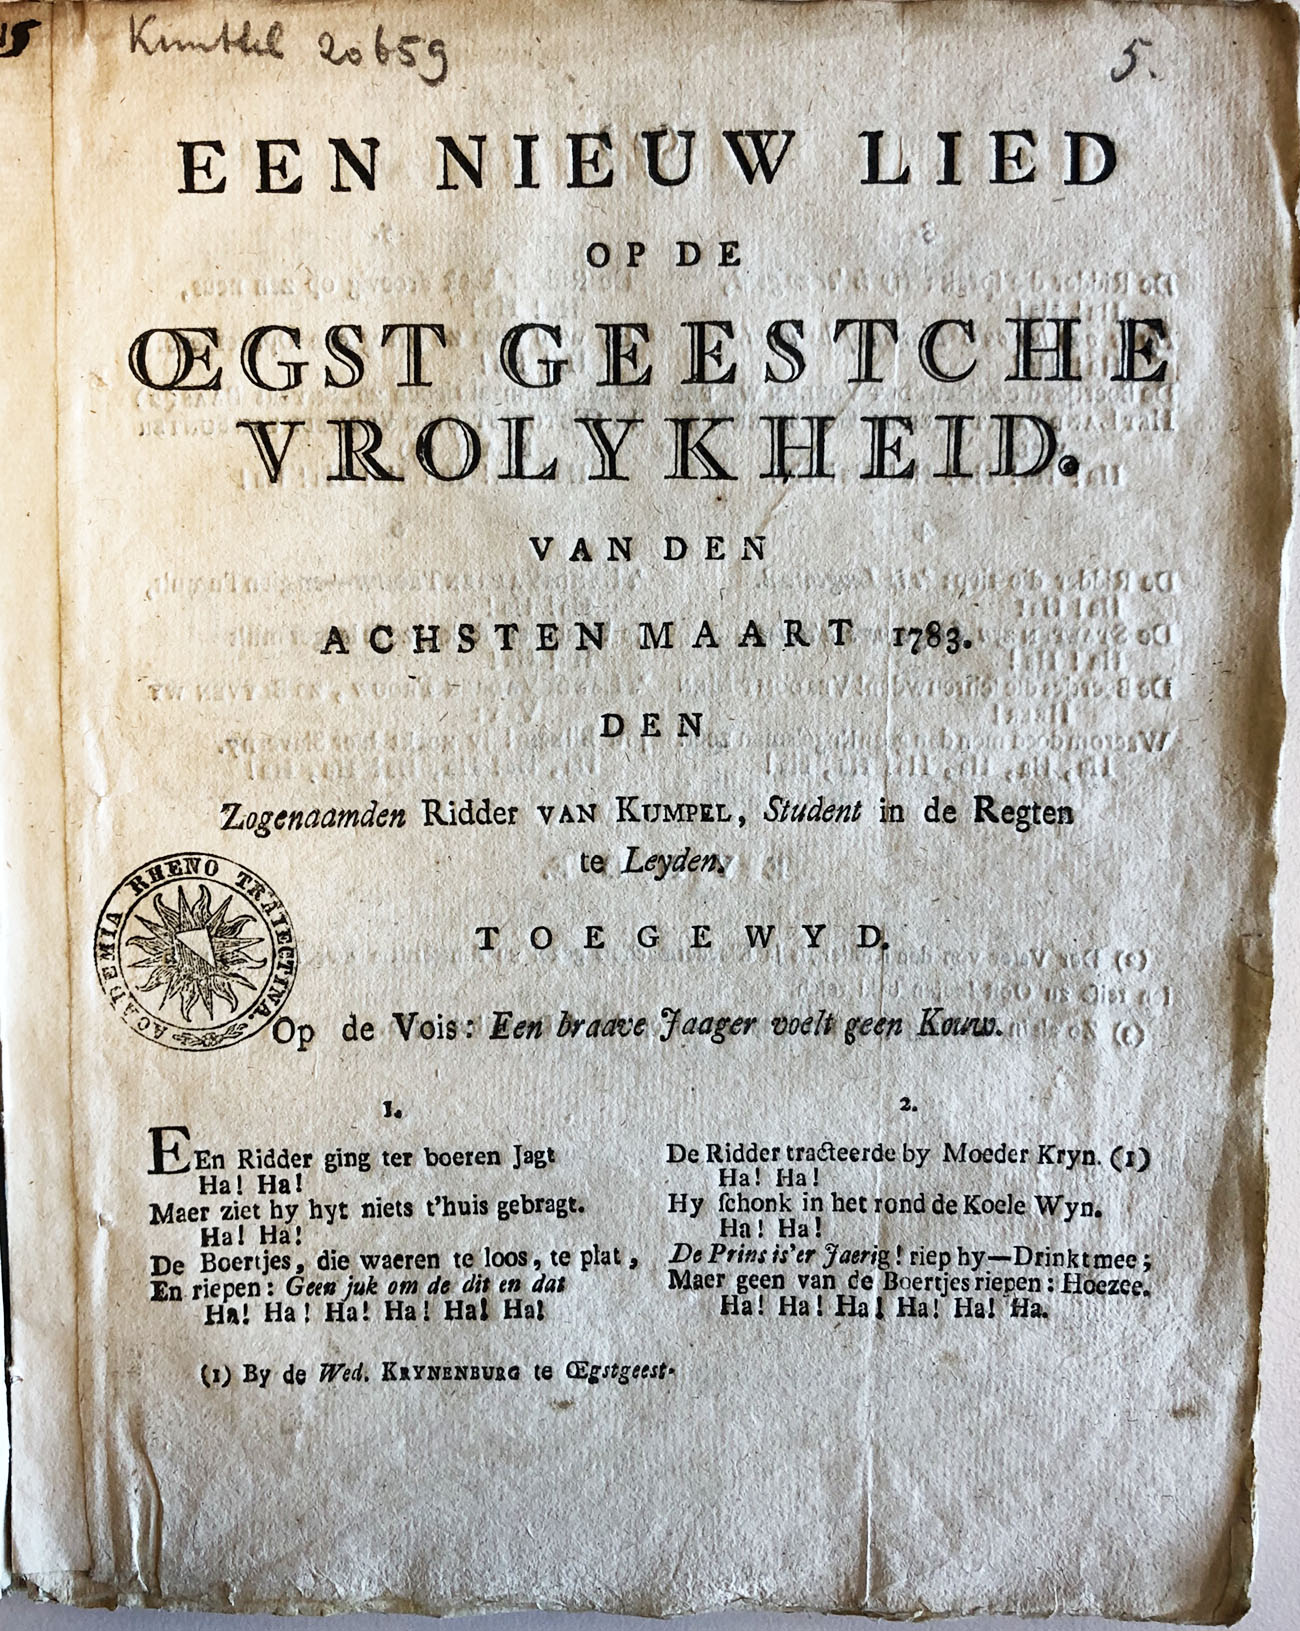 15
5.
EEN NIEUW LIED
OP DE
ŒGST GEESTCHE
VROLYKHEID.
VAN DEN
ACHSTEN MAART 1783.
DEN
Zogenaamden Ridder VAN KUMPEL, Student in de Regten
te Leyden.
TOEGEWYD.
ACADEMIA RHENO TRAIECTINA.
Op de Vois: Een braave Jaager voelt geen Kouw.
1.
EEn Ridder ging ter boeren Jagt
Ha! Ha!
Maer ziet hy hyt niets t'huis gebragt.
Ha! Ha!
De Boertjes, die waeren te loos, te plat,
En riepen: Geen juk om de dit en dat
Ha! Ha! Ha! Ha! Ha! Ha!
2.
De Ridder tracteerde by Moeder Kryn. (1)
Ha! Ha!
Hy ſchonk in het rond de Koele Wyn.
Ha! Ha!
De Prins is'er Jaerig! riep hy—Drinkt mee;
Maer geen van de Boertjes riepen: Hoezee.
Ha! Ha! Ha! Ha! Ha! Ha.
(1) By de Wed. KRYNENBURG te Œgstgeest.